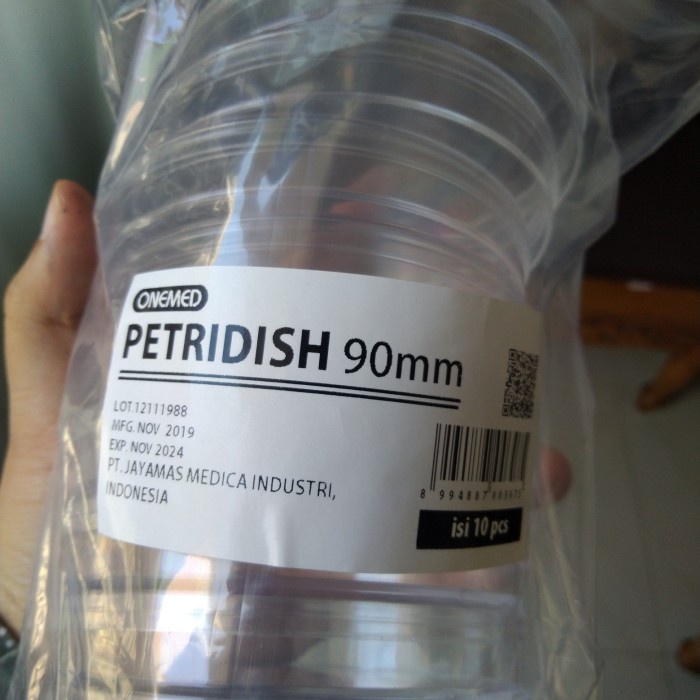 ONEMED
PETRIDISH 90mm
LOT.12111988
MFG. NOV 2019
EXP. NOV 2024
PT. JAYAMAS MEDICA INDUSTRI,
INDONESIA
isi 10 pcs